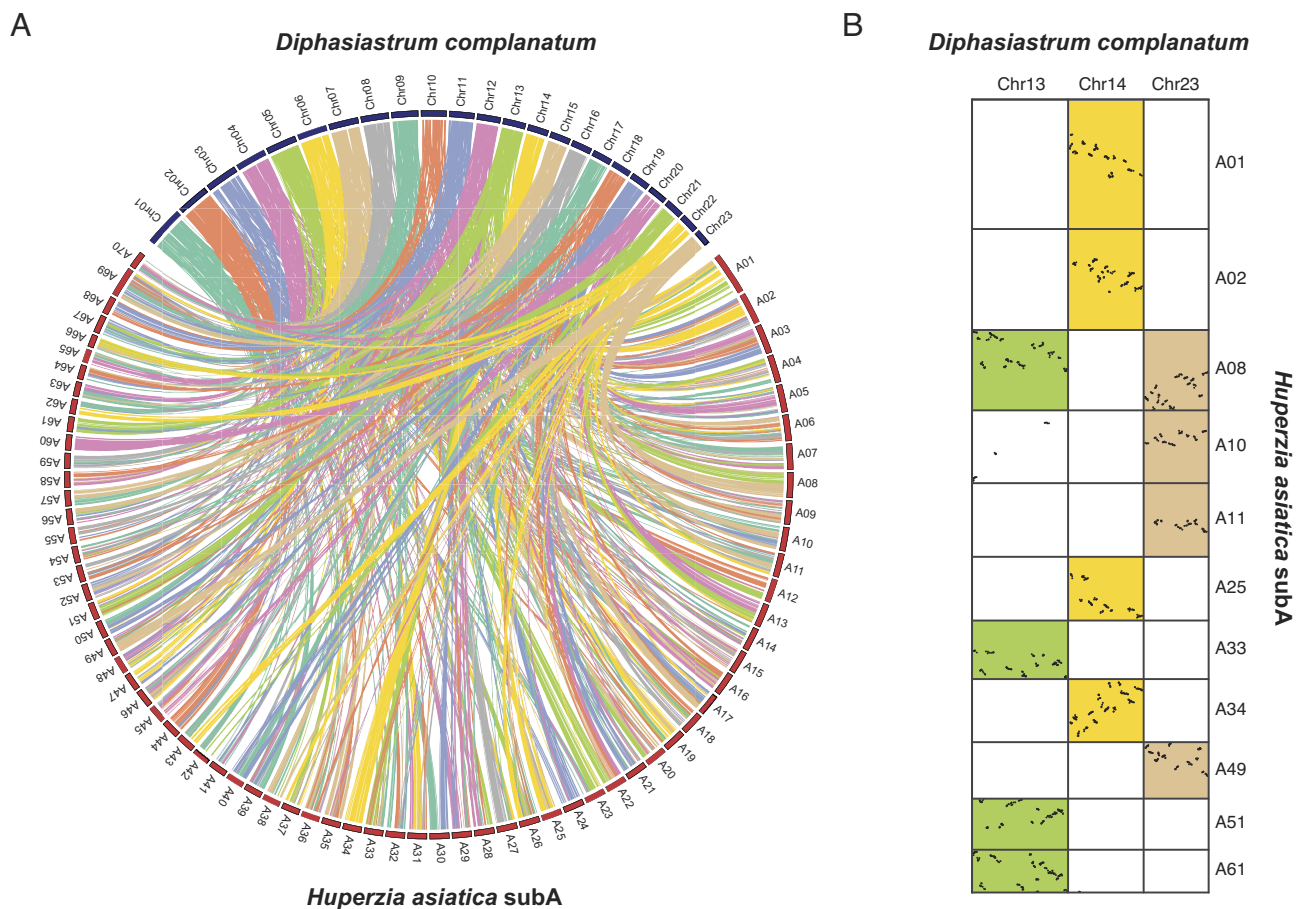 A
Diphasiastrum complanatum
Chr01
Chr02
Chr03
Chr04
Chr05
Chr06
Chr07
Chr08
Chr09
Chr10
Chr11
Chr12
Chr13
Chr14
Chr15
Chr16
Chr17
Chr18
Chr19
Chr20
Chr21
Chr22
Chr23
A01
A02
A03
A04
A05
A06
A07
A08
A09
A10
A11
A12
A13
A14
A15
A16
A17
A18
A19
A20
A21
A22
A23
A24
A25
A26
A27
A28
A29
A30
A31
A32
A33
A34
A35
A36
A37
A38
A39
A40
A41
A42
A43
A44
A45
A46
A47
A48
A49
A50
A51
A52
A53
A54
A55
A56
A57
A58
A59
A60
A61
A62
A63
A64
A65
A66
A67
A68
A69
A70
Huperzia asiatica subA
B
Diphasiastrum complanatum
Chr13 Chr14 Chr23
A01
A02
A08
A10
A11
A25
A33
A34
A49
A51
A61
Huperzia asiatica subA